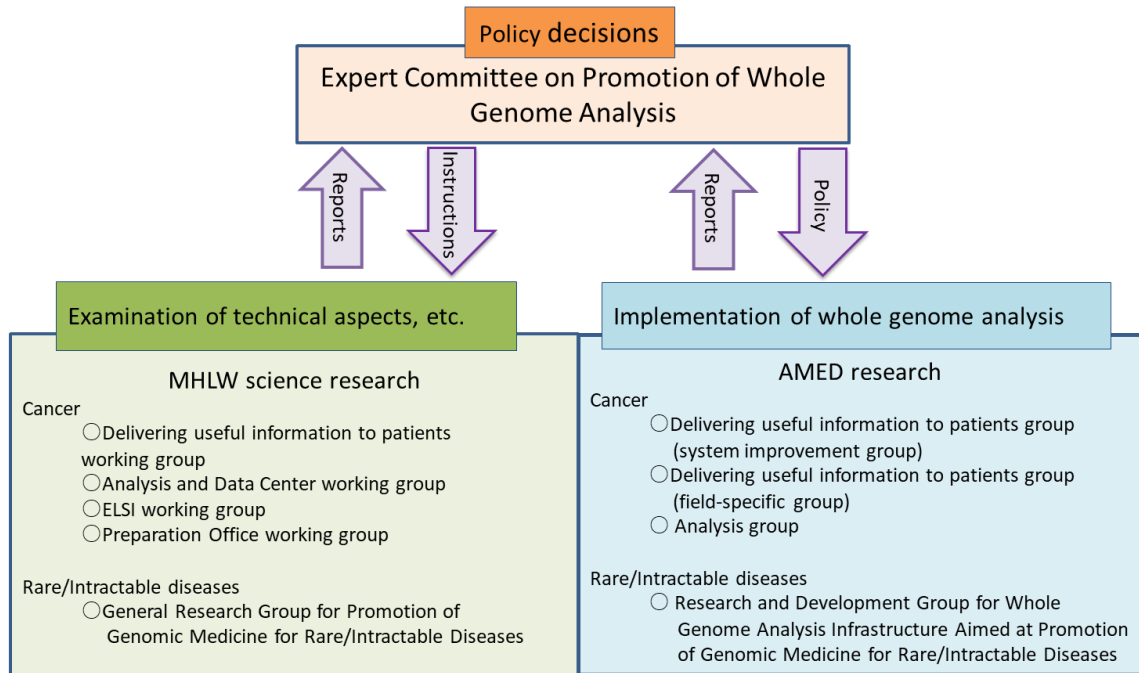 Policy decisions
Expert Committee on Promotion of Whole
Genome Analysis
Reports
Instructions
Reports
Policy
Examination of technical aspects, etc.
MHLW science research
Cancer
○Delivering useful information to patients
working group
○Analysis and Data Center working group
○ELSI working group
○Preparation Office working group
Rare/Intractable diseases
○General Research Group for Promotion of
Genomic Medicine for Rare/Intractable Diseases
Implementation of whole genome analysis
AMED research
Cancer
○Delivering useful information to patients group
(system improvement group)
○Delivering useful information to patients group
(field-specific group)
○ Analysis group
Rare/Intractable diseases
○ Research and Development Group for Whole
Genome Analysis Infrastructure Aimed at Promotion
of Genomic Medicine for Rare/Intractable Diseases